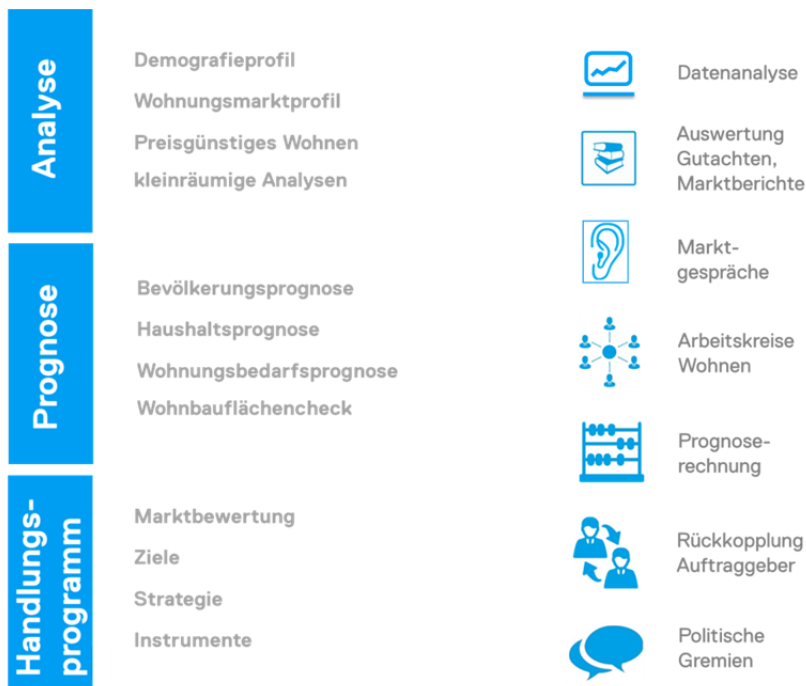 Analyse
Demografieprofil
Wohnungsmarktprofil
Preisgünstiges Wohnen
kleinräumige Analysen
Prognose
Bevölkerungsprognose
Haushaltsprognose
Wohnungsbedarfsprognose
Wohnbauflächencheck
Handlungs-
programm
Marktbewertung
Ziele
Strategie
Instrumente
Datenanalyse
Auswertung
Gutachten,
Marktberichte
Markt-
gespräche
Arbeitskreise
Wohnen
Prognose-
rechnung
Rückkopplung
Auftraggeber
Politische
Gremien